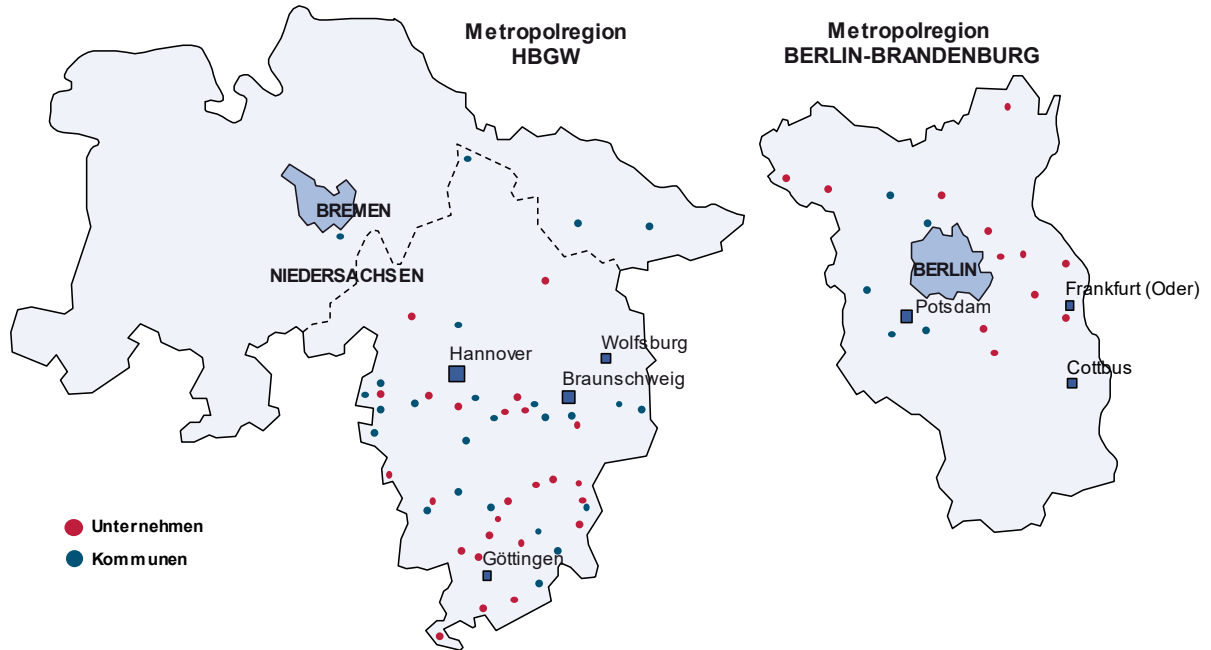 Metropolregion
HBGW
Metropolregion
BERLIN-BRANDENBURG
BREMEN
NIEDERSACHSEN
BERLIN
Frankfurt (Oder)
Potsdam
Wolfsburg
Hannover
Braunschweig
Cottbus
Unternehmen
Kommunen
Göttingen